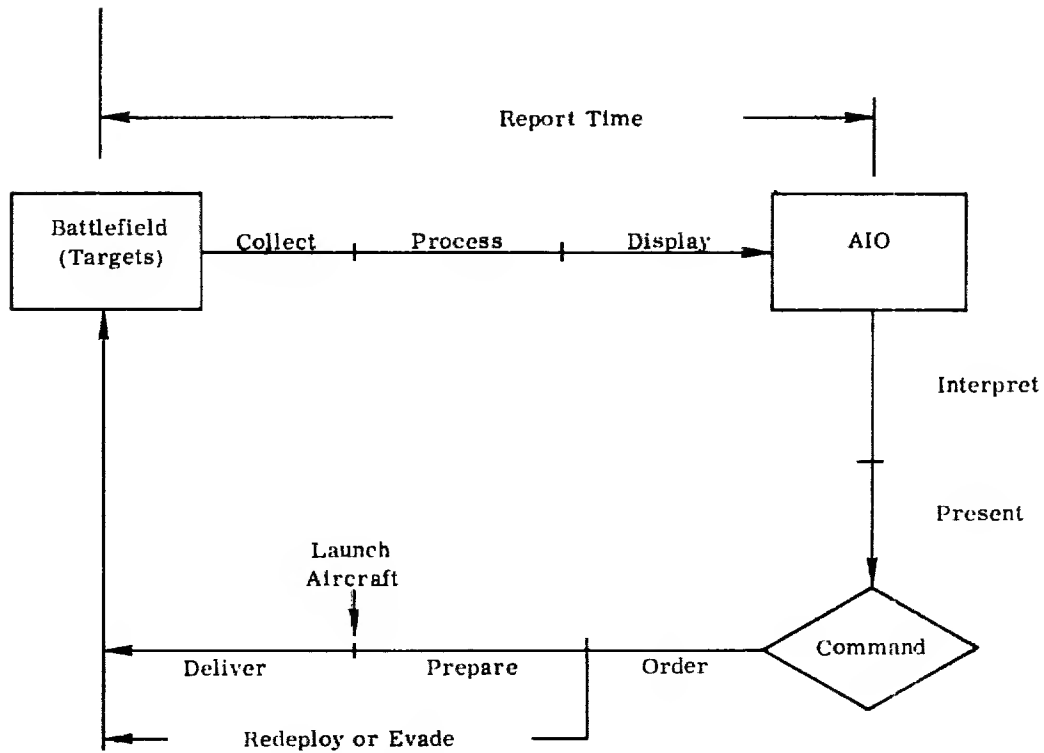 Report Time
Battlefield
(Targets)
Collect
Process
Display
AIO
Interpret
Present
Launch
Aircraft
Command
Deliver
Prepare
Order
Redeploy or Evade